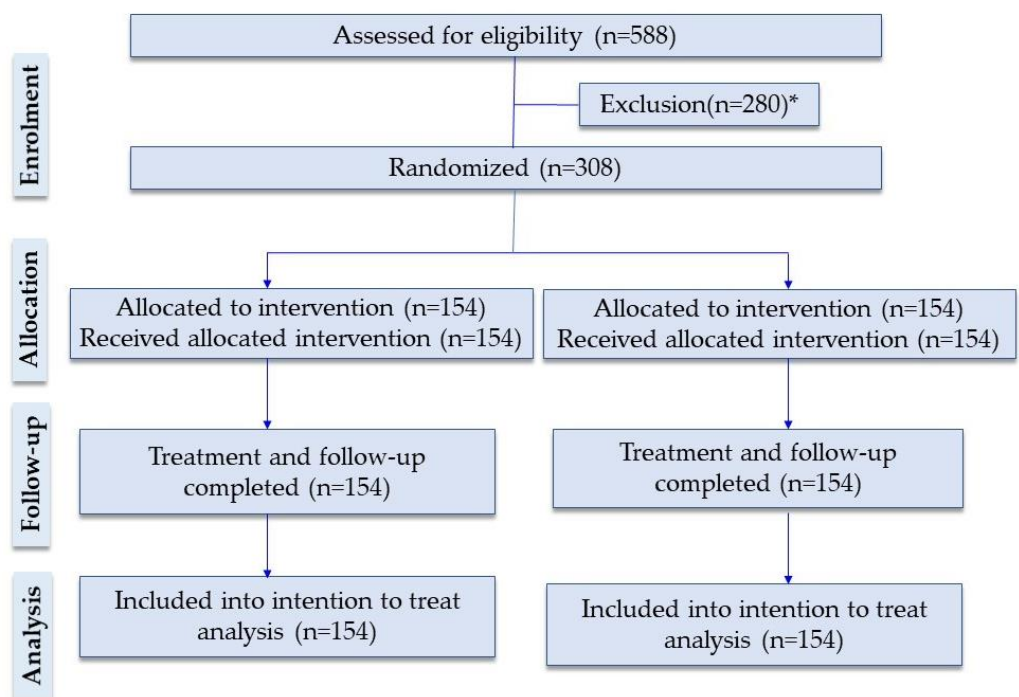 Assessed for eligibility (n=588)
Enrolment
Exclusion(n=280)*
Randomized (n=308)
Allocation
Allocated to intervention (n=154)
Received allocated intervention (n=154)
Allocated to intervention (n=154)
Received allocated intervention (n=154)
Follow-up
Treatment and follow-up
completed (n=154)
Treatment and follow-up
completed (n=154)
Analysis
Included into intention to treat
analysis (n=154)
Included into intention to treat
analysis (n=154)